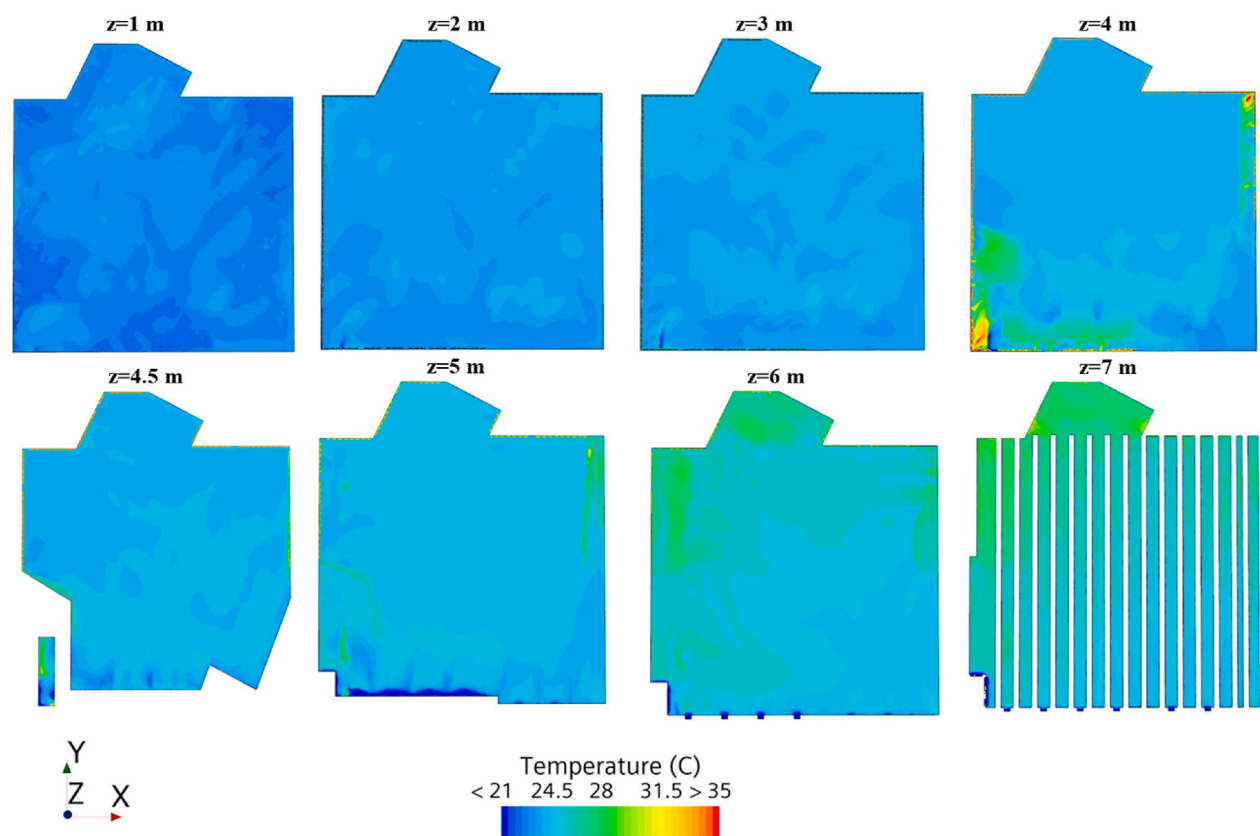 z=1 m
z=2 m
z=3 m
z=4 m
z=4.5 m
z=5 m
z=6 m
z=7 m
Y
Z
X
Temperature (C)
< 21 24.5 28 31.5 > 35